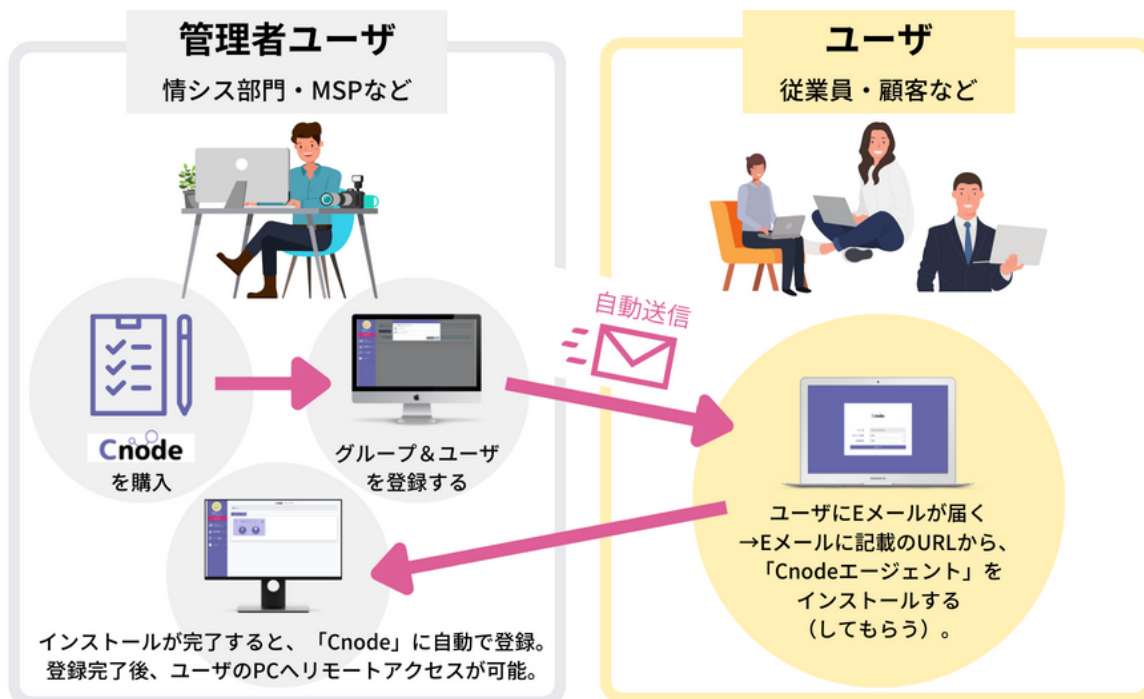 管理者ユーザ
情シス部門・MSPなど
ユーザ
従業員・顧客など
自動送信
Cnode
を購入
グループ＆ユーザ
を登録する
Cnode
ユーザにEメールが届く
→Eメールに記載のURLから、
「Cnodeエージェント」を
インストールする
（してもらう）。
インストールが完了すると、「Cnode」に自動で登録。
登録完了後、ユーザのPCへリモートアクセスが可能。